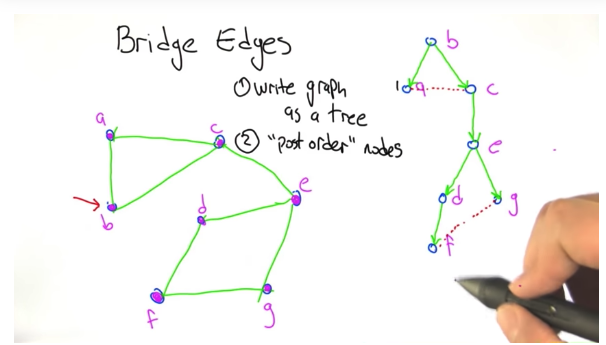 Bridge Edges
① write graph
as a tree
② "post order" nodes
a
c
b
d
e
f
g
b
1 a
c
e
d
g
f